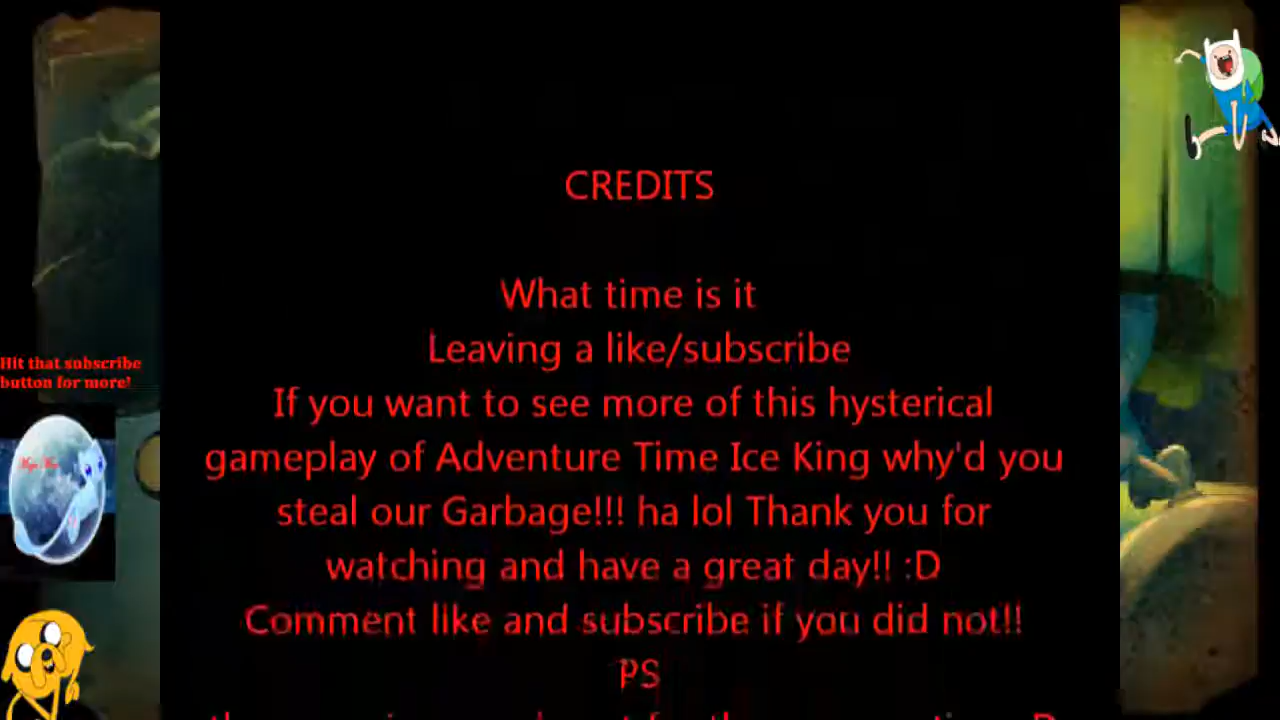 CREDITS
What time is it
Leaving a like/subscribe
If you want to see more of this hysterical
gameplay of Adventure Time Ice King why'd you
steal our Garbage!!! ha lol Thank you for
watching and have a great day!! :D
Comment like and subscribe if you did not!!
PS
Hit that subscribe
button for more!